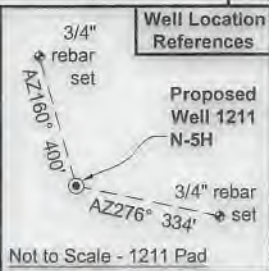 Well Location
References
3/4"
rebar
set
AZ160° 400'
Proposed
Well 1211
N-5H
3/4" rebar
set
AZ276° 334'
Not to Scale - 1211 Pad